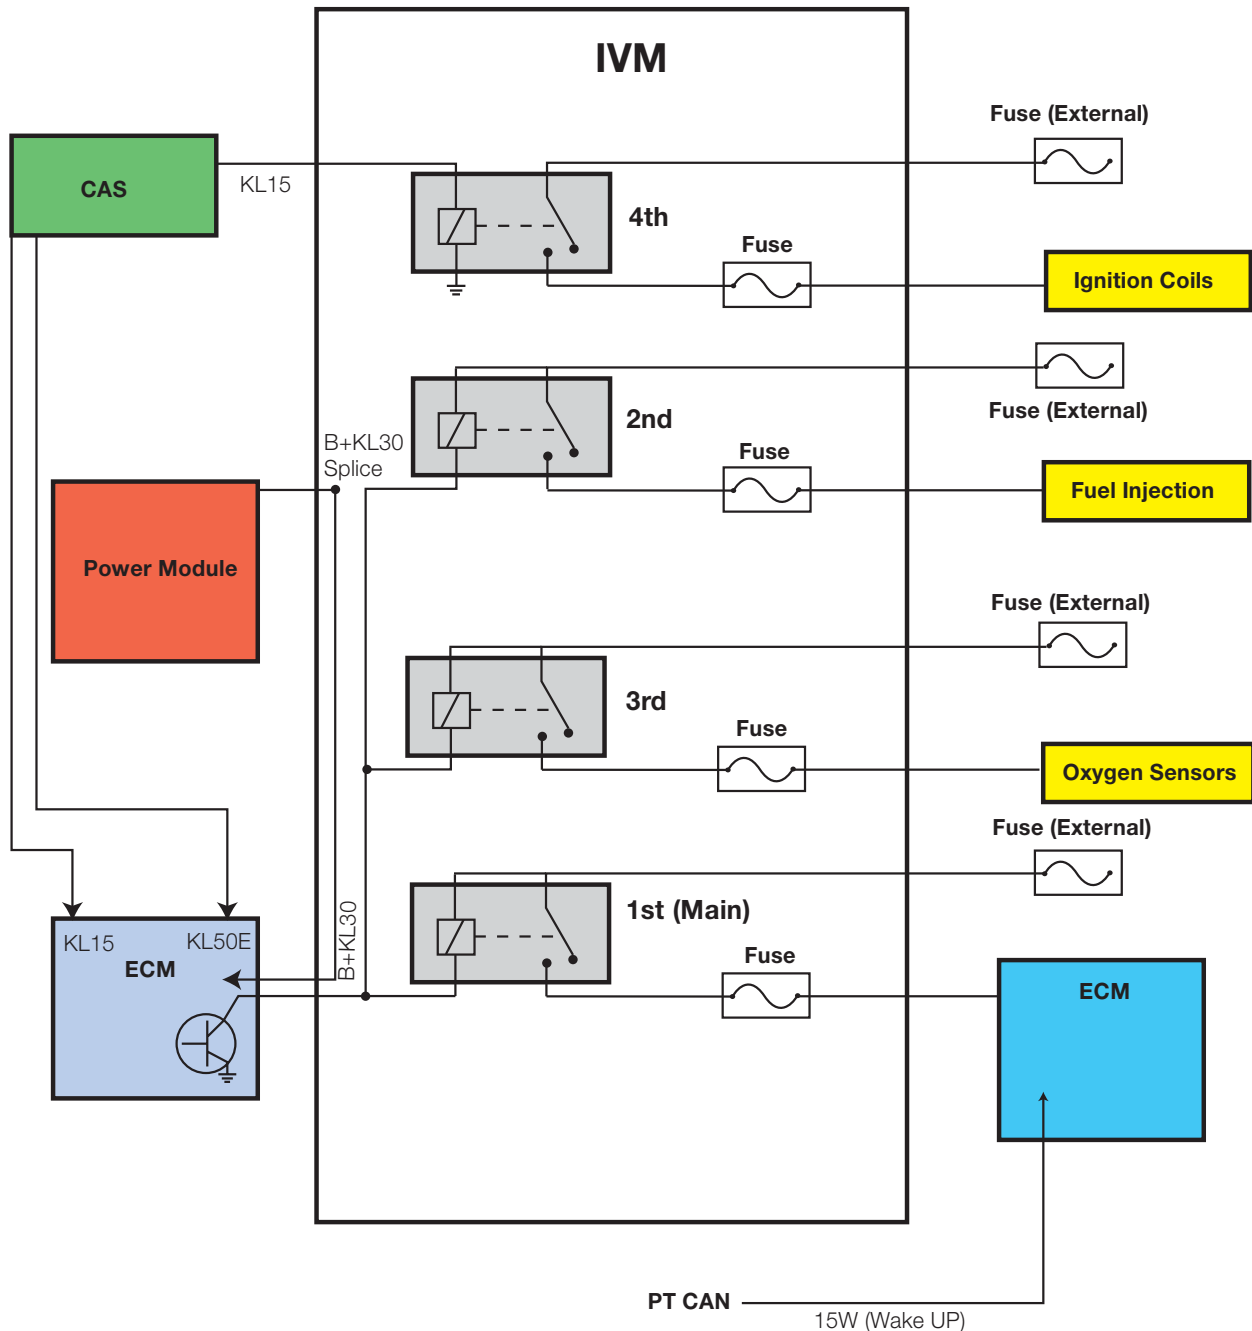 IVM
Fuse (External)
CAS
KL15
4th
Fuse
Ignition Coils
2nd
Fuse (External)
B+KL30
Splice
Fuse
Fuel Injection
Power Module
Fuse (External)
3rd
Fuse
Oxygen Sensors
Fuse (External)
1st (Main)
KL15
KL50E
B+KL30
ECM
Fuse
ECM
PT CAN
15W (Wake UP)